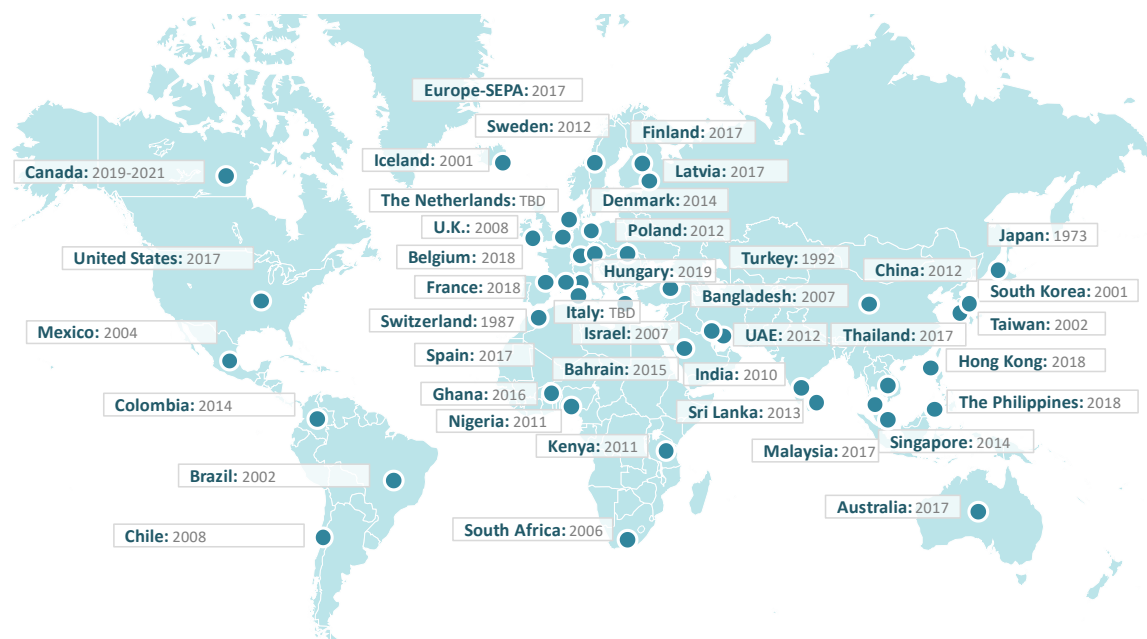 Europe-SEPA: 2017
Sweden: 2012
Finland: 2017
Iceland: 2001
Canada: 2019-2021
Latvia: 2017
The Netherlands: TBD
Denmark: 2014
U.K.: 2008
Poland: 2012
Japan: 1973
United States: 2017
Belgium: 2018
Turkey: 1992
Hungary: 2019
China: 2012
France: 2018
Bangladesh: 2007
South Korea: 2001
Italy: TBD
Switzerland: 1987
Taiwan: 2002
Mexico: 2004
Israel: 2007
UAE: 2012
Thailand: 2017
Spain: 2017
Hong Kong: 2018
Bahrain: 2015
India: 2010
Ghana: 2016
Colombia: 2014
The Philippines: 2018
Sri Lanka: 2013
Nigeria: 2011
Singapore: 2014
Kenya: 2011
Malaysia: 2017
Brazil: 2002
Australia: 2017
South Africa: 2006
Chile: 2008